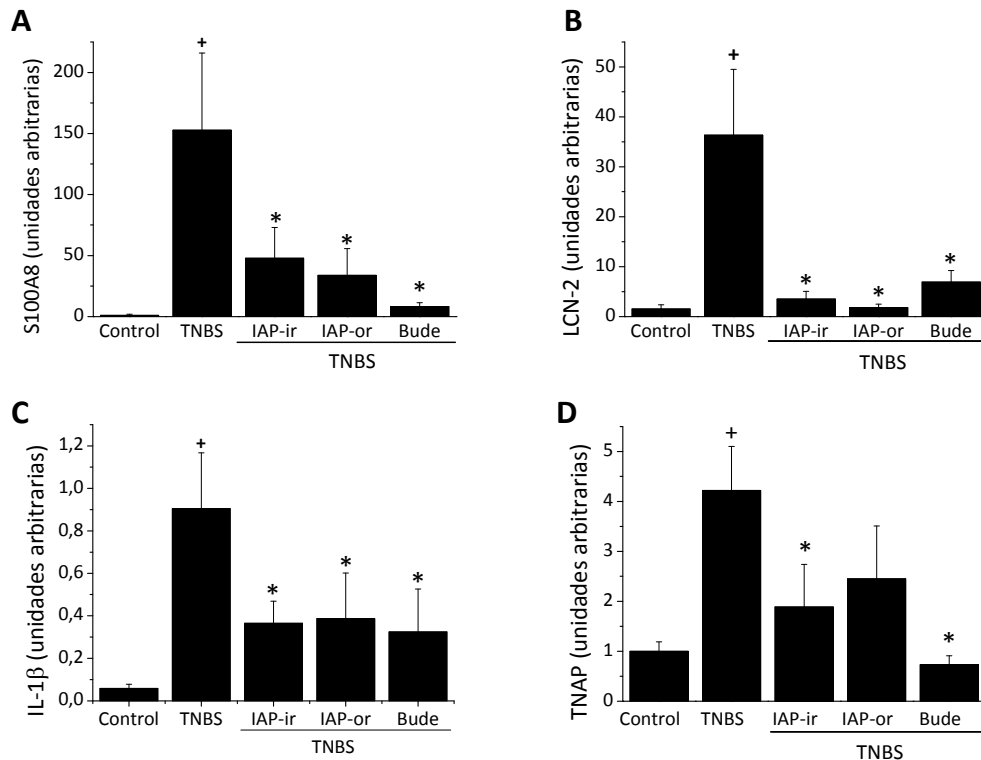 A
S100A8 (unidades arbitrarias)
200
150
100
50
0
+
*
*
*
Control TNBS IAP-ir IAP-or Bude
TNBS
B
LCN-2 (unidades arbitrarias)
50
40
30
20
10
0
+
*
*
*
Control TNBS IAP-ir IAP-or Bude
TNBS
C
IL-1β (unidades arbitrarias)
1,2
1,0
0,8
0,6
0,4
0,2
0,0
+
*
*
*
Control TNBS IAP-ir IAP-or Bude
TNBS
D
TNAP (unidades arbitrarias)
5
4
3
2
1
0
+
*
*
Control TNBS IAP-ir IAP-or Bude
TNBS